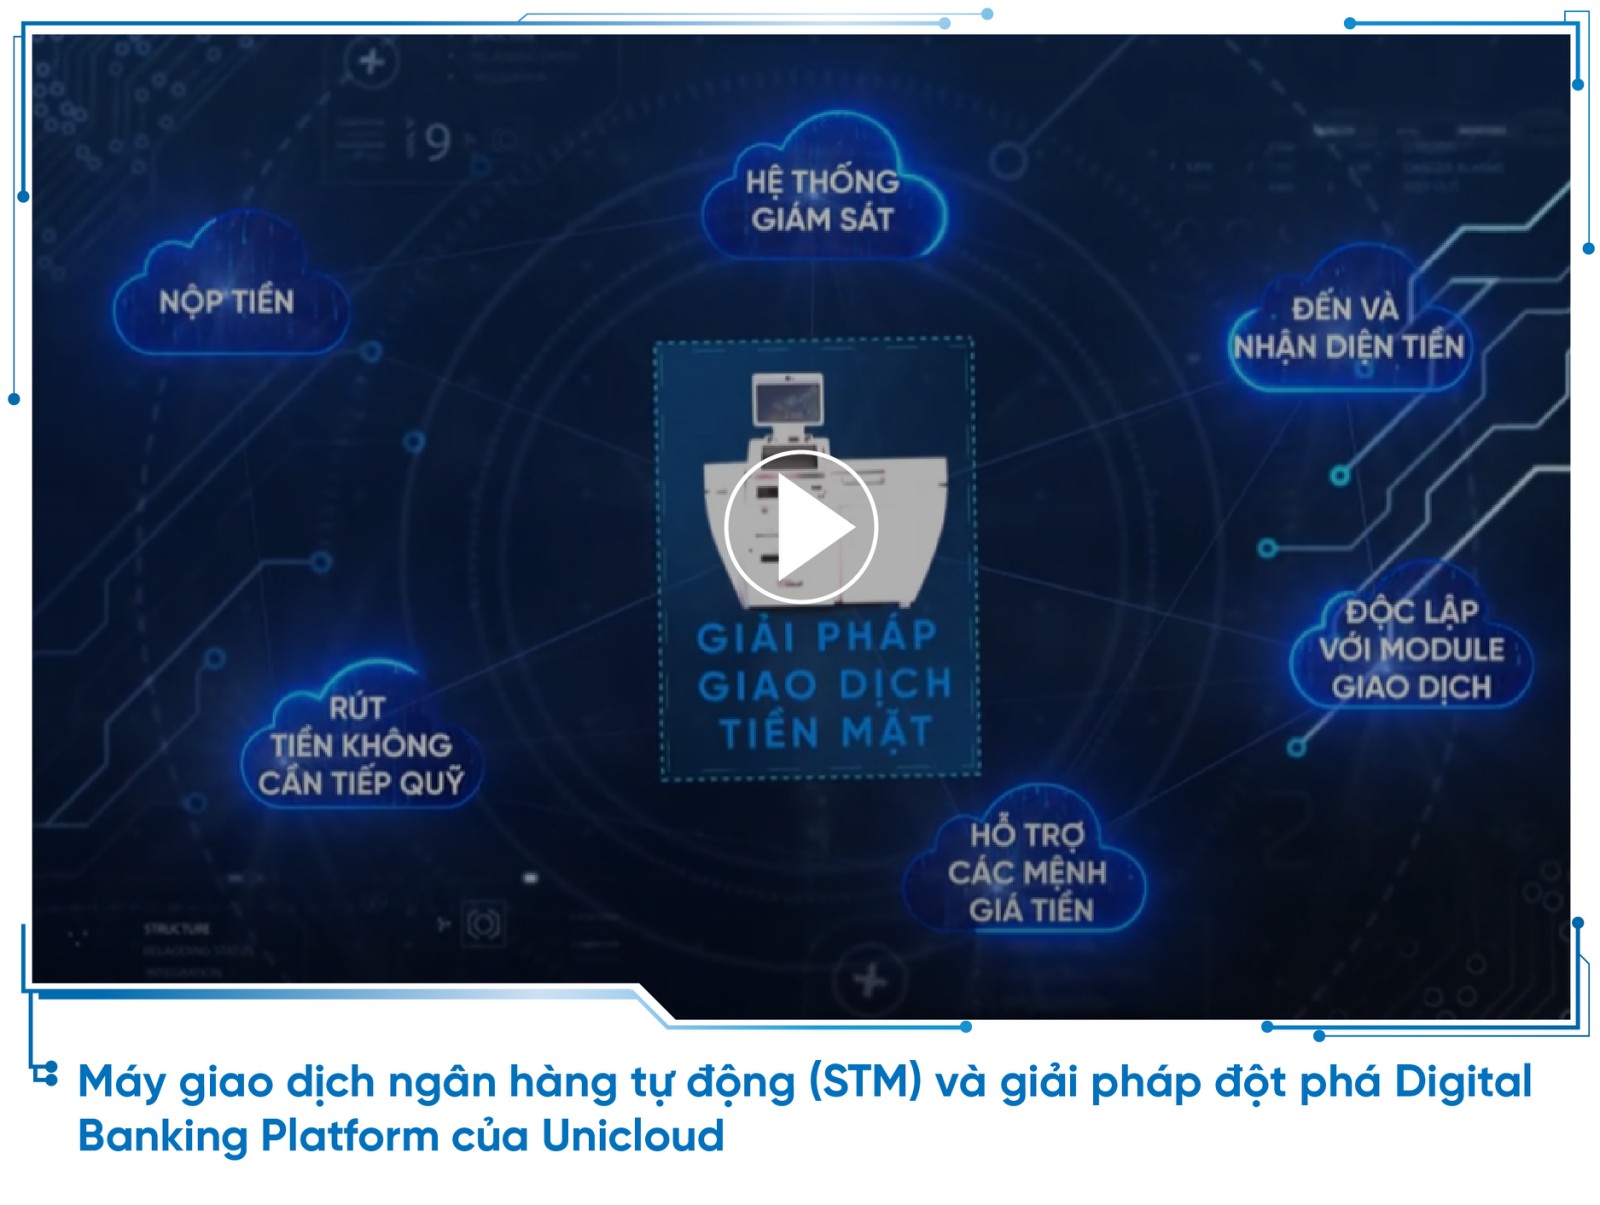 HỆ THỐNG
GIÁM SÁT
NỘP TIỀN
ĐẾN VÀ
NHẬN DIỆN TIỀN
GIẢI PHÁP
GIAO DỊCH
TIỀN MẶT
ĐỘC LẬP
VỚI MODULE
GIAO DỊCH
RÚT
TIỀN KHÔNG
CẦN TIẾP QUỸ
HỖ TRỢ
CÁC MỆNH
GIÁ TIỀN
STRUCTURE
INTEGRATION
Máy giao dịch ngân hàng tự động (STM) và giải pháp đột phá Digital
Banking Platform của Unicloud